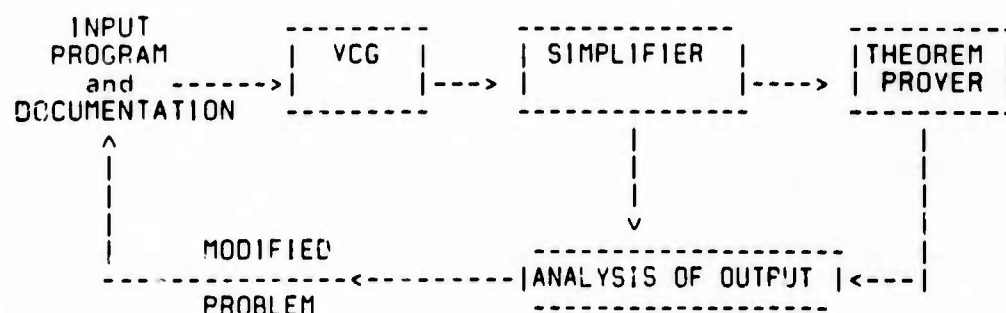 INPUT
PROGRAM
and
DOCUMENTATION
VCG
SIMPLIFIER
THEOREM
PROVER
MODIFIED
PROBLEM
ANALYSIS OF OUTPUT